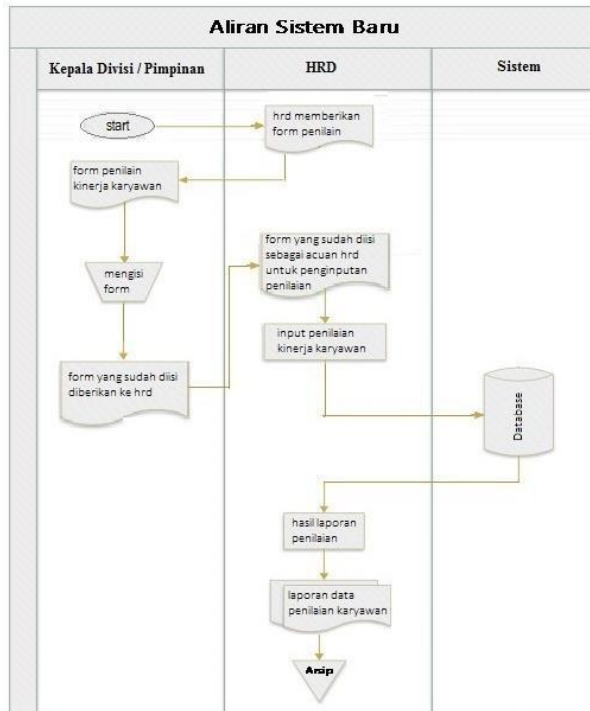 Aliran Sistem Baru
Kepala Divisi / Pimpinan
HRD
Sistem
start
hrd memberikan
form penilain
form penilain
kinerja karyawan
mengisi
form
form yang sudah diisi
diberikan ke hrd
form yang sudah diisi
sebagai acuan hrd
untuk penginputan
penilaian
input penilaian
kinerja karyawan
Database
hasil laporan
penilaian
laporan data
penilaian karyawan
Arsip